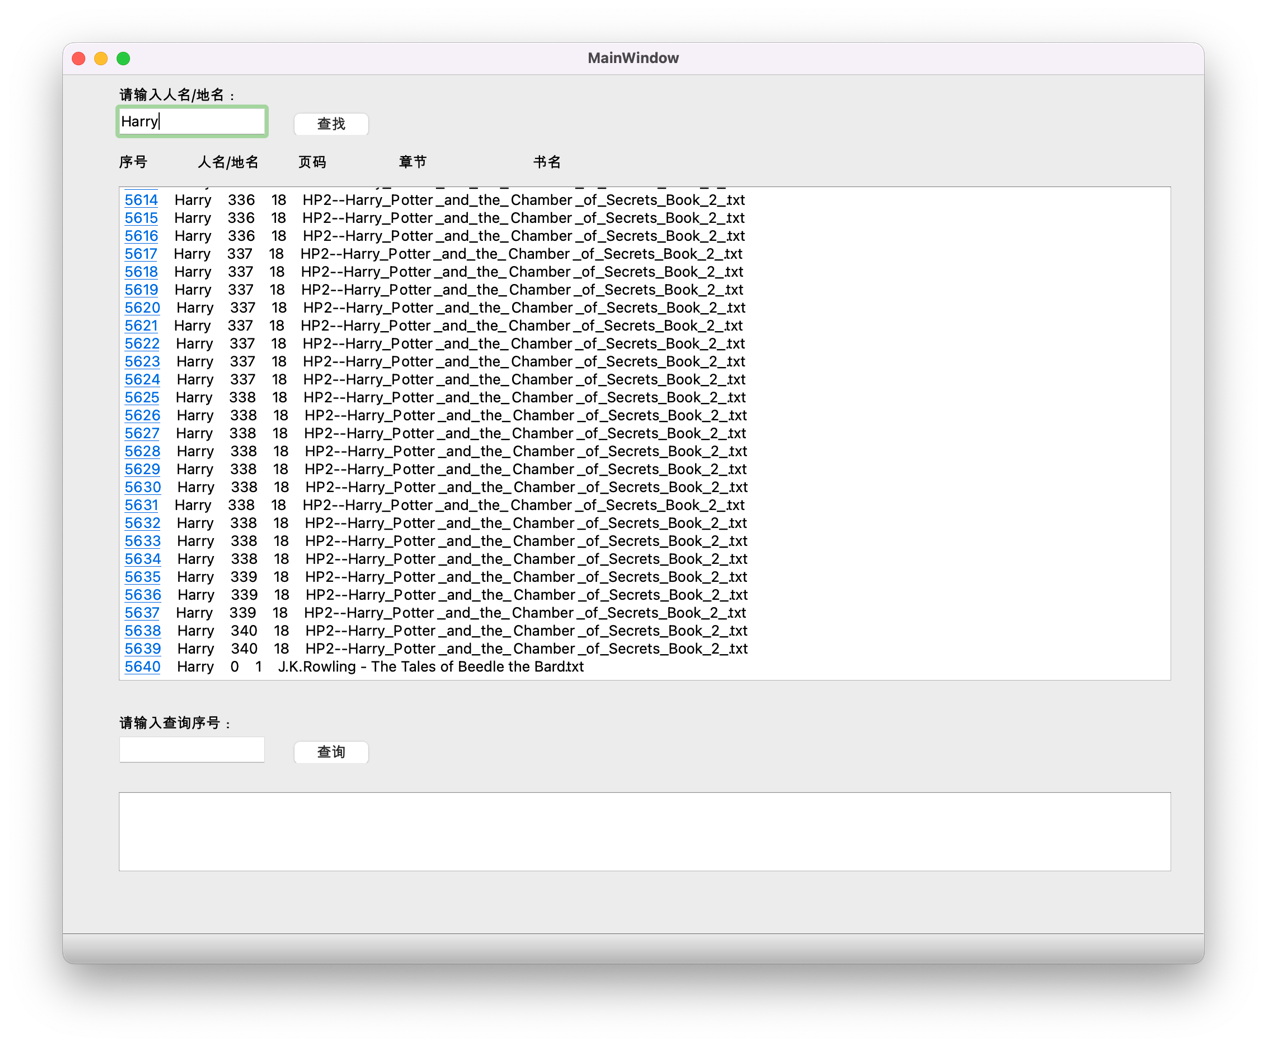 MainWindow
请输入人名/地名：
Harry
查找
序号 人名/地名 页码 章节 书名
5614 Harry 336 18 HP2--Harry_Potter_and_the_Chamber_of_Secrets_Book_2_.txt
5615 Harry 336 18 HP2--Harry_Potter_and_the_Chamber_of_Secrets_Book_2_.txt
5616 Harry 336 18 HP2--Harry_Potter_and_the_Chamber_of_Secrets_Book_2_.txt
5617 Harry 337 18 HP2--Harry_Potter_and_the_Chamber_of_Secrets_Book_2_.txt
5618 Harry 337 18 HP2--Harry_Potter_and_the_Chamber_of_Secrets_Book_2_.txt
5619 Harry 337 18 HP2--Harry_Potter_and_the_Chamber_of_Secrets_Book_2_.txt
5620 Harry 337 18 HP2--Harry_Potter_and_the_Chamber_of_Secrets_Book_2_.txt
5621 Harry 337 18 HP2--Harry_Potter_and_the_Chamber_of_Secrets_Book_2_.txt
5622 Harry 337 18 HP2--Harry_Potter_and_the_Chamber_of_Secrets_Book_2_.txt
5623 Harry 337 18 HP2--Harry_Potter_and_the_Chamber_of_Secrets_Book_2_.txt
5624 Harry 337 18 HP2--Harry_Potter_and_the_Chamber_of_Secrets_Book_2_.txt
5625 Harry 338 18 HP2--Harry_Potter_and_the_Chamber_of_Secrets_Book_2_.txt
5626 Harry 338 18 HP2--Harry_Potter_and_the_Chamber_of_Secrets_Book_2_.txt
5627 Harry 338 18 HP2--Harry_Potter_and_the_Chamber_of_Secrets_Book_2_.txt
5628 Harry 338 18 HP2--Harry_Potter_and_the_Chamber_of_Secrets_Book_2_.txt
5629 Harry 338 18 HP2--Harry_Potter_and_the_Chamber_of_Secrets_Book_2_.txt
5630 Harry 338 18 HP2--Harry_Potter_and_the_Chamber_of_Secrets_Book_2_.txt
5631 Harry 338 18 HP2--Harry_Potter_and_the_Chamber_of_Secrets_Book_2_.txt
5632 Harry 338 18 HP2--Harry_Potter_and_the_Chamber_of_Secrets_Book_2_.txt
5633 Harry 338 18 HP2--Harry_Potter_and_the_Chamber_of_Secrets_Book_2_.txt
5634 Harry 338 18 HP2--Harry_Potter_and_the_Chamber_of_Secrets_Book_2_.txt
5635 Harry 339 18 HP2--Harry_Potter_and_the_Chamber_of_Secrets_Book_2_.txt
5636 Harry 339 18 HP2--Harry_Potter_and_the_Chamber_of_Secrets_Book_2_.txt
5637 Harry 339 18 HP2--Harry_Potter_and_the_Chamber_of_Secrets_Book_2_.txt
5638 Harry 340 18 HP2--Harry_Potter_and_the_Chamber_of_Secrets_Book_2_.txt
5639 Harry 340 18 HP2--Harry_Potter_and_the_Chamber_of_Secrets_Book_2_.txt
5640 Harry 0 1 J.K.Rowling - The Tales of Beedle the Bard.txt
请输入查询序号：
查询